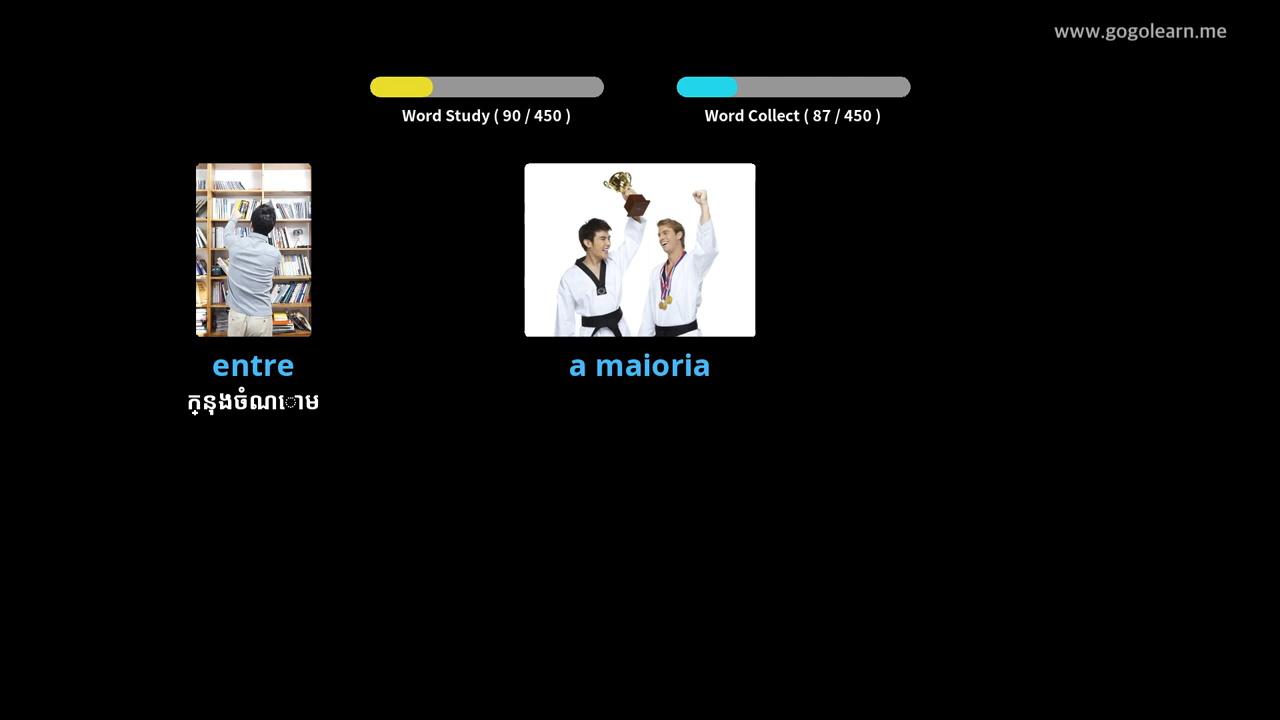 www.gogolearn.me
Word Study ( 90 / 450 )
Word Collect ( 87 / 450 )
entre
a maioria
ក្នុងចំណោម